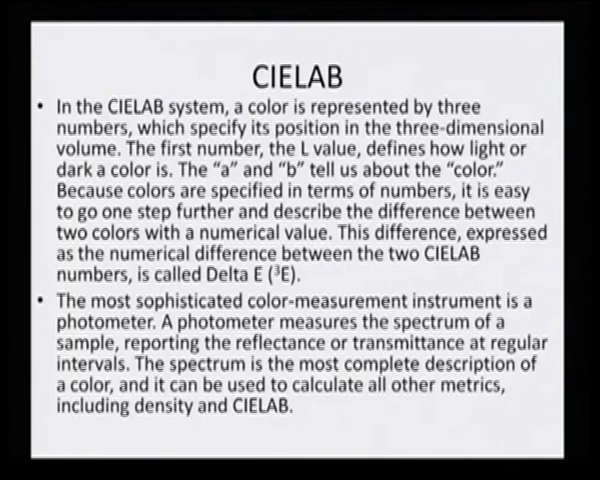 CIELAB
• In the CIELAB system, a color is represented by three
numbers, which specify its position in the three-dimensional
volume. The first number, the L value, defines how light or
dark a color is. The “a” and “b” tell us about the “color.”
Because colors are specified in terms of numbers, it is easy
to go one step further and describe the difference between
two colors with a numerical value. This difference, expressed
as the numerical difference between the two CIELAB
numbers, is called Delta E (³E).
• The most sophisticated color-measurement instrument is a
photometer. A photometer measures the spectrum of a
sample, reporting the reflectance or transmittance at regular
intervals. The spectrum is the most complete description of
a color, and it can be used to calculate all other metrics,
including density and CIELAB.